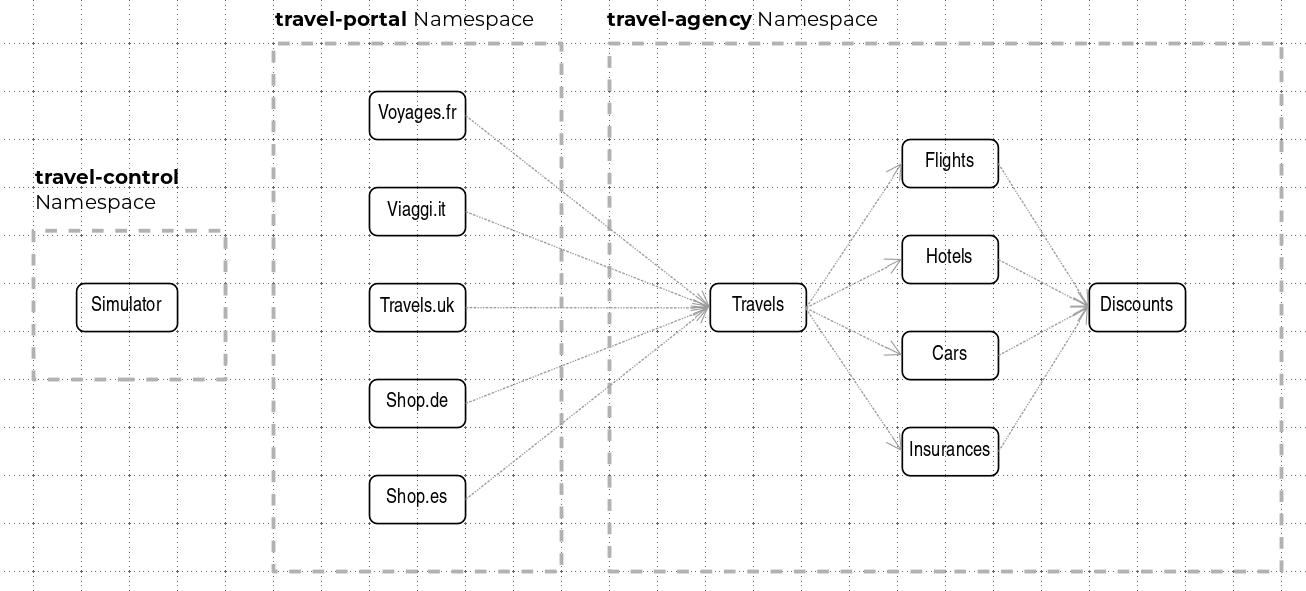 travel-portal Namespace
travel-agency Namespace
travel-control
Namespace
Simulator
Voyages.fr
Viaggi.it
Travels.uk
Shop.de
Shop.es
Travels
Flights
Hotels
Cars
Insurances
Discounts